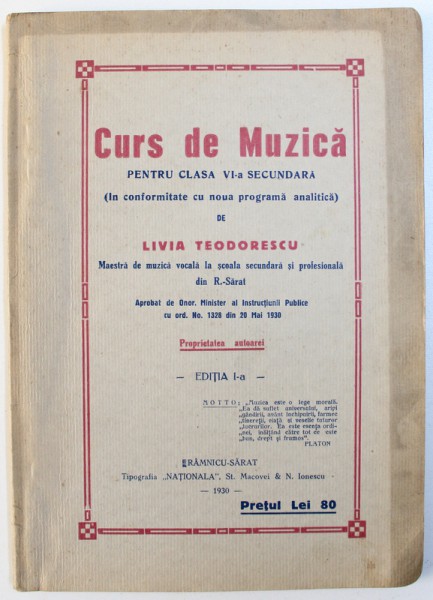 Curs de Muzică
PENTRU CLASA VI-a SECUNDARĂ
(In conformitate cu noua programă analitică)
DE
LIVIA TEODORESCU
Maestră de muzică vocală la școala secundară și profesională
din R.-Sărat
Aprobat de Onor. Minister al Instrucțiunii Publice
cu ord. No. 1326 din 20 Mai 1930
Proprietatea autoarei
— EDIȚIA I-a —
MOTTO: „Muzica este o lege morală.
„Ea dă suflet universului, aripi
„gândirii, avânt închipuirii, farmec
„tinereții, viață și veselie tuturor
„lucrurilor. Ea este esența ordi-
„nei, înălțând către tot ce este
„bun, drept și frumos".
PLATON
RÂMNICU-SĂRAT
Tipografia „NAȚIONALA", St. Macovei & N. Ionescu
— 1930 —
Prețul Lei 80